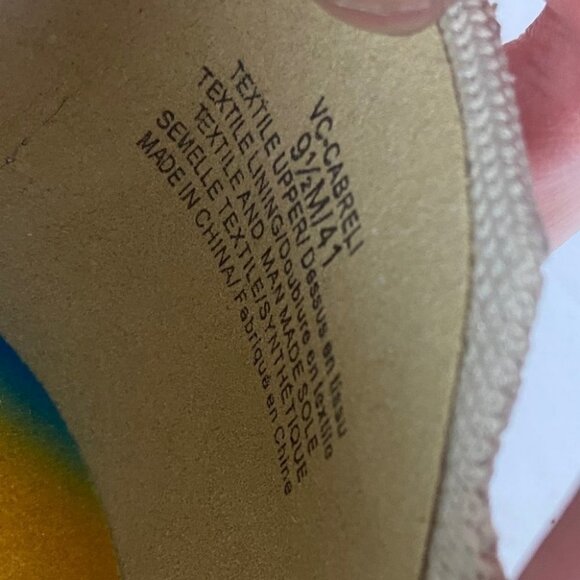 VC-CABRELI
9½M/41
TEXTILE UPPER/Dessus en tissu
TEXTILE LINING/Doublure en textile
TEXTILE AND MAN MADE SOLE
SEMELLE TEXTILE/SYNTHÉTIQUE
MADE IN CHINA/Fabriqué en Chine